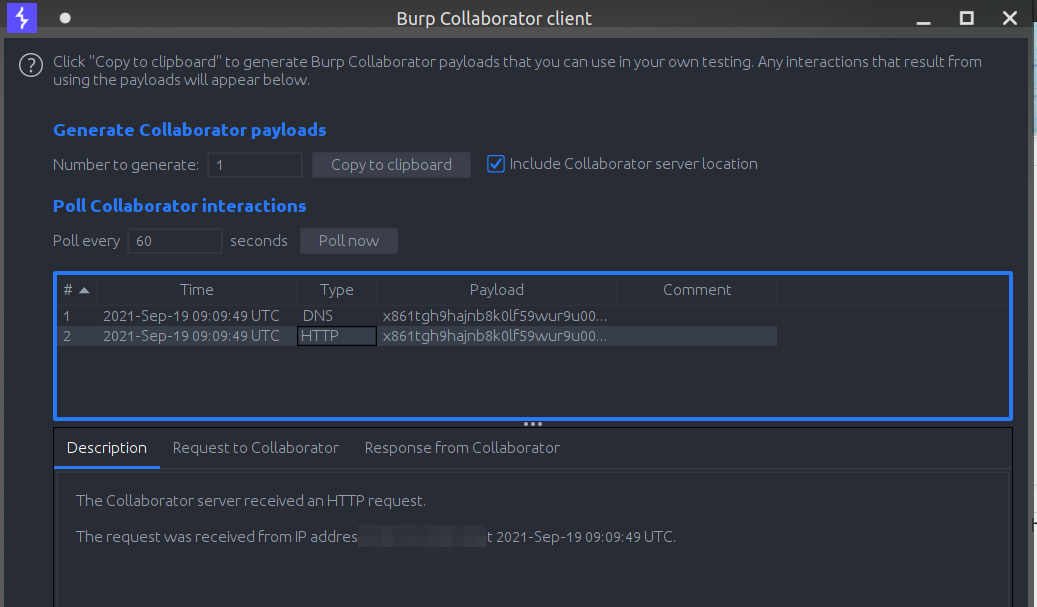 Burp Collaborator client
Click "Copy to clipboard" to generate Burp Collaborator payloads that you can use in your own testing. Any interactions that result from
using the payloads will appear below.
Generate Collaborator payloads
Number to generate: 1 Copy to clipboard Include Collaborator server location
Poll Collaborator interactions
Poll every 60 seconds Poll now
# Time Type Payload Comment
1 2021-Sep-19 09:09:49 UTC DNS x861tgh9hajnb8k0lf59wur9u00...
2 2021-Sep-19 09:09:49 UTC HTTP x861tgh9hajnb8k0lf59wur9u00...
Description Request to Collaborator Response from Collaborator
The Collaborator server received an HTTP request.
The request was received from IP addres t 2021-Sep-19 09:09:49 UTC.